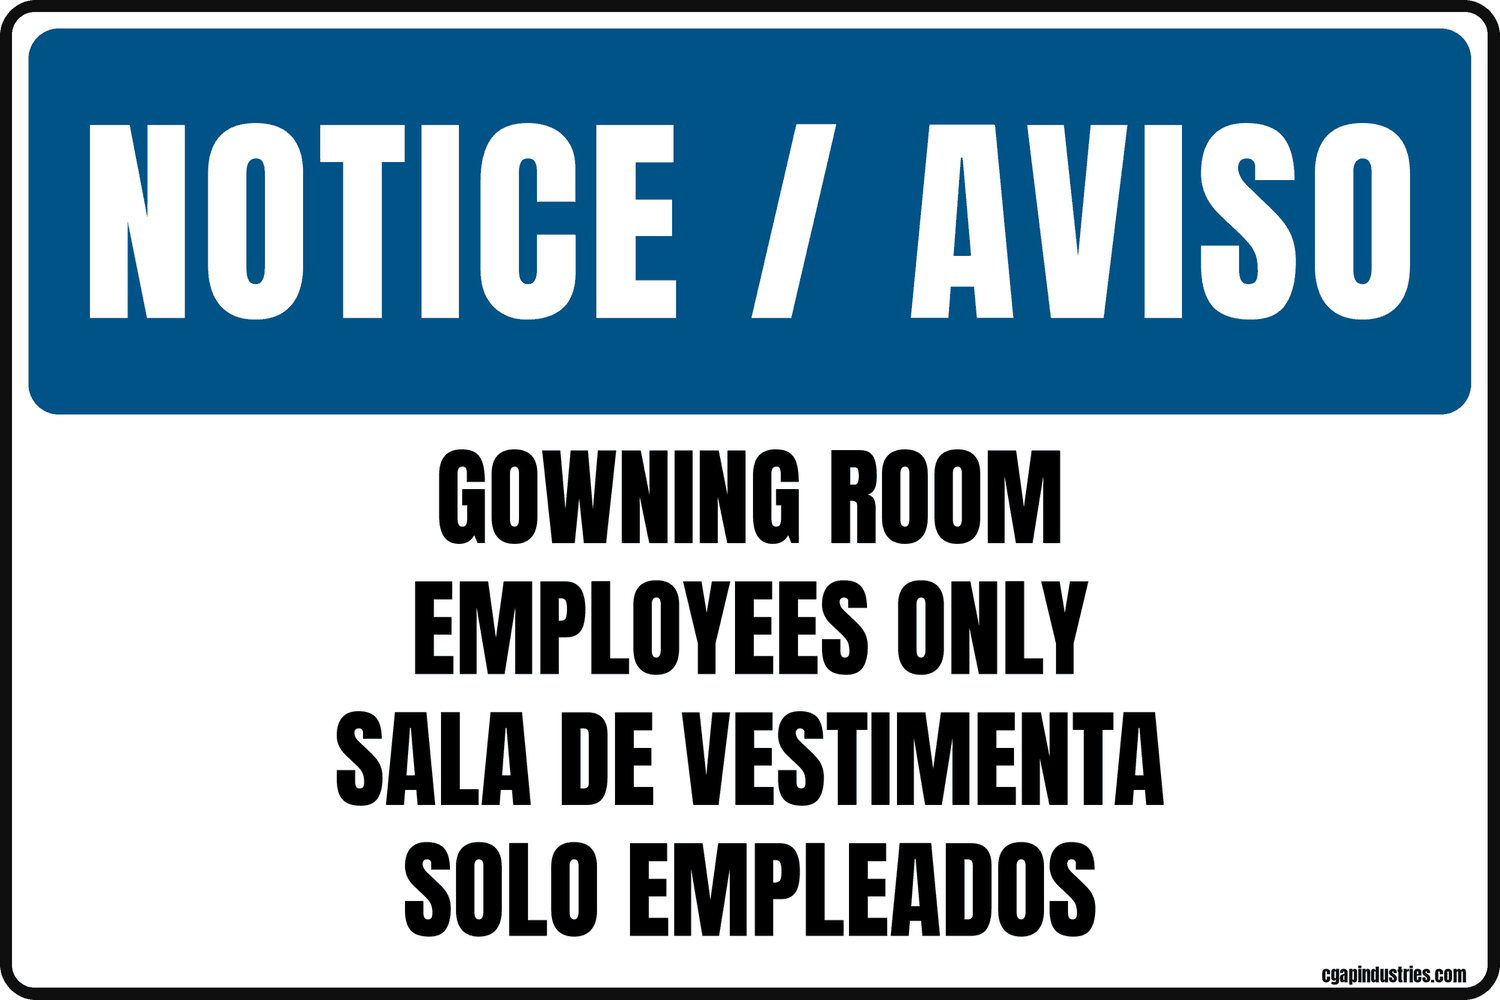 NOTICE / AVISO
GOWNING ROOM
EMPLOYEES ONLY
SALA DE VESTIMENTA
SOLO EMPLEADOS
cgapindustries.com